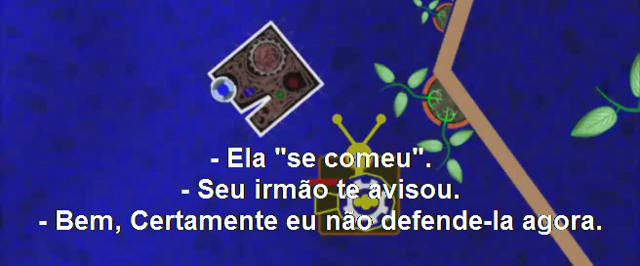 - Ela "se comeu".
- Seu irmão te avisou.
- Bem, Certamente eu não defende-la agora.